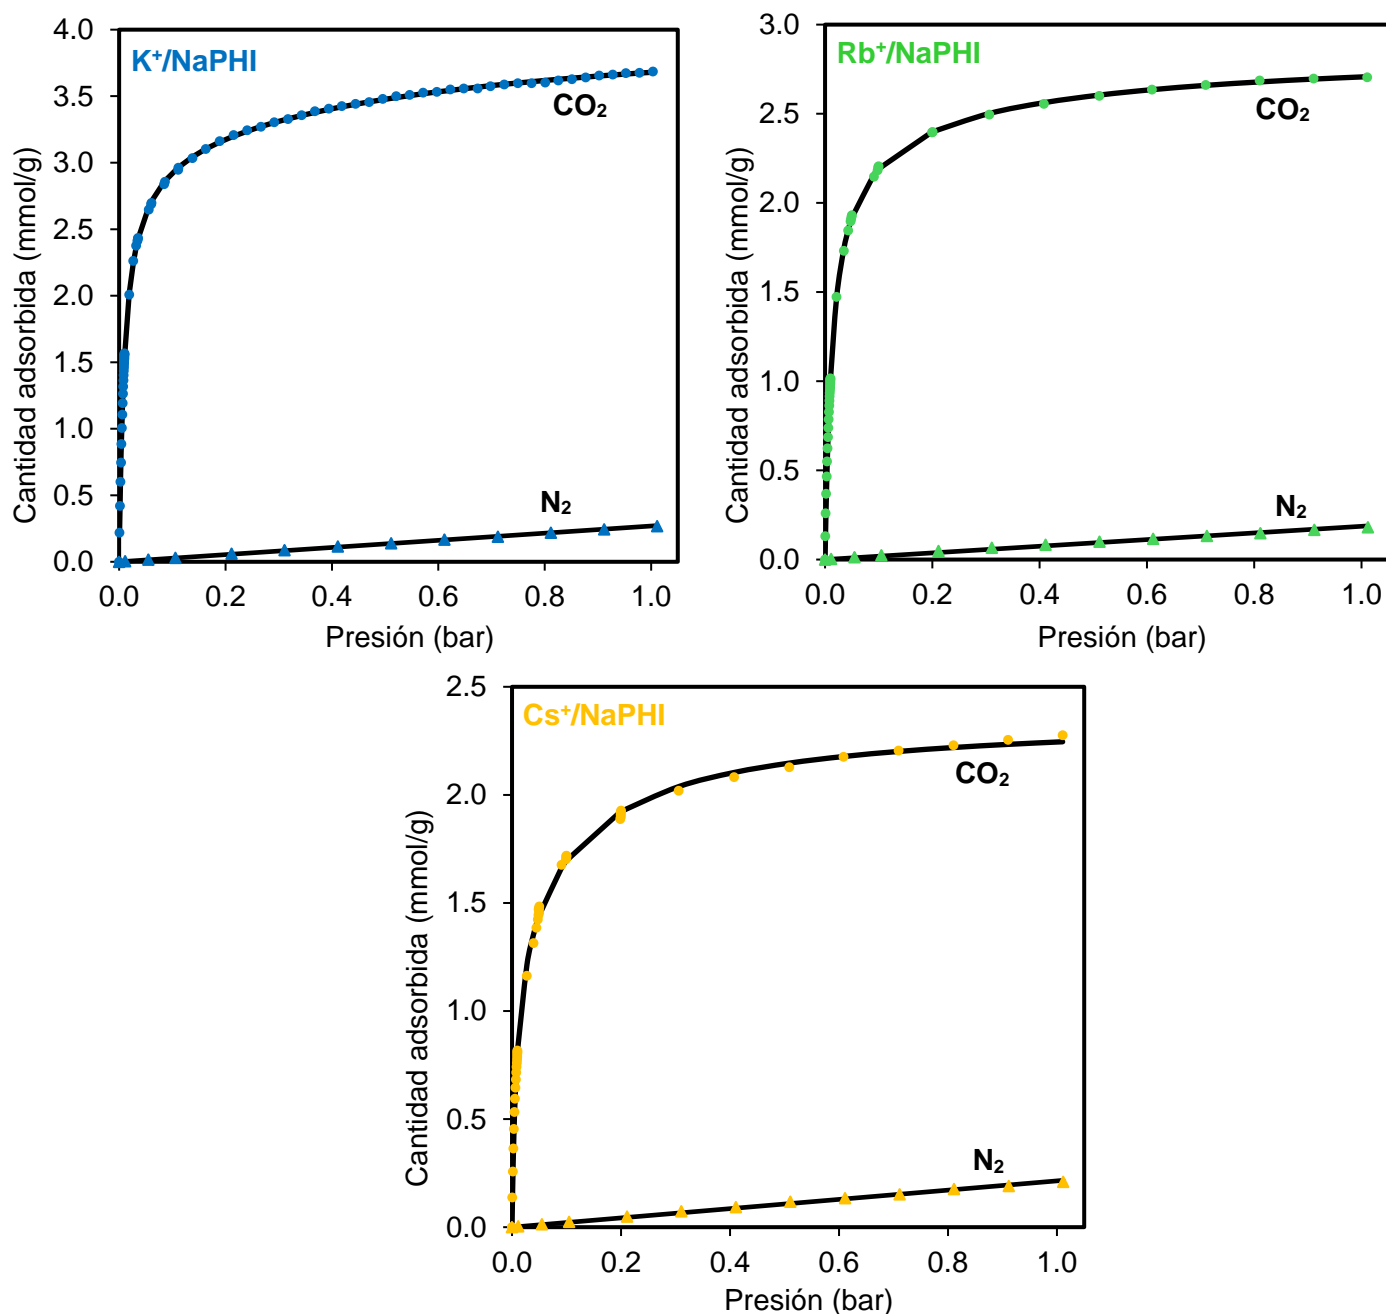 K⁺/NaPHI
CO₂
N₂
4.0
3.5
3.0
2.5
2.0
1.5
1.0
0.5
0.0
0.0 0.2 0.4 0.6 0.8 1.0
Cantidad adsorbida (mmol/g)
Presión (bar)
Rb⁺/NaPHI
CO₂
N₂
3.0
2.5
2.0
1.5
1.0
0.5
0.0
0.0 0.2 0.4 0.6 0.8 1.0
Cantidad adsorbida (mmol/g)
Presión (bar)
Cs⁺/NaPHI
CO₂
N₂
2.5
2.0
1.5
1.0
0.5
0.0
0.0 0.2 0.4 0.6 0.8 1.0
Cantidad adsorbida (mmol/g)
Presión (bar)